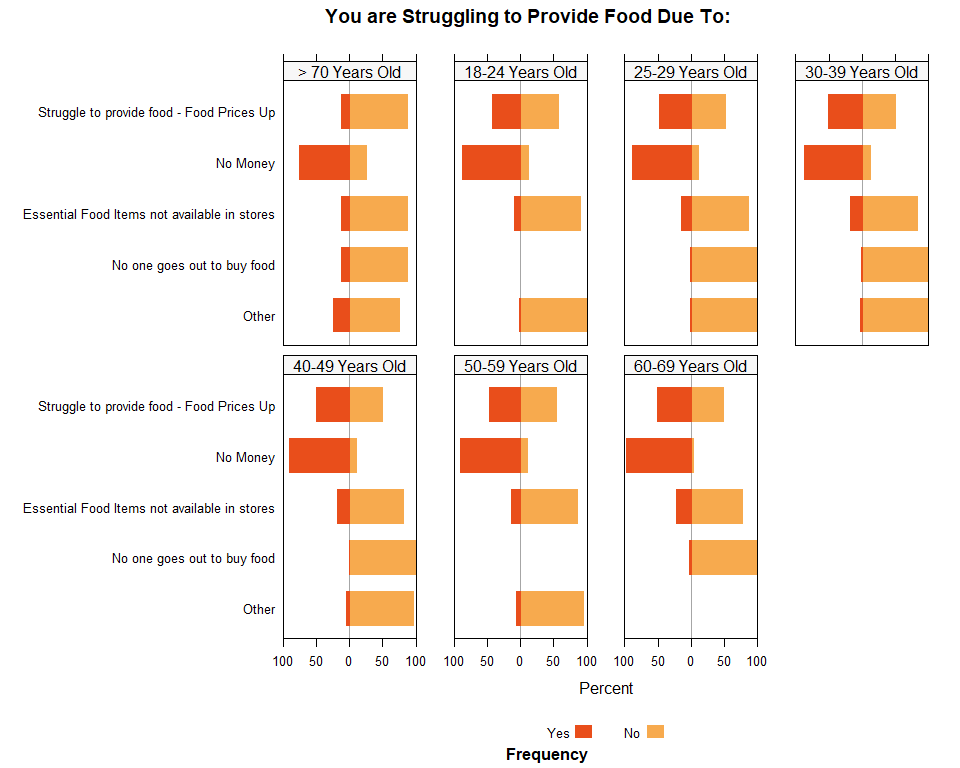 You are Struggling to Provide Food Due To:
> 70 Years Old
18-24 Years Old
25-29 Years Old
30-39 Years Old
Struggle to provide food - Food Prices Up
No Money
Essential Food Items not available in stores
No one goes out to buy food
Other
40-49 Years Old
50-59 Years Old
60-69 Years Old
Struggle to provide food - Food Prices Up
No Money
Essential Food Items not available in stores
No one goes out to buy food
Other
100 50 0 50 100
100 50 0 50 100
100 50 0 50 100
Percent
Yes No
Frequency